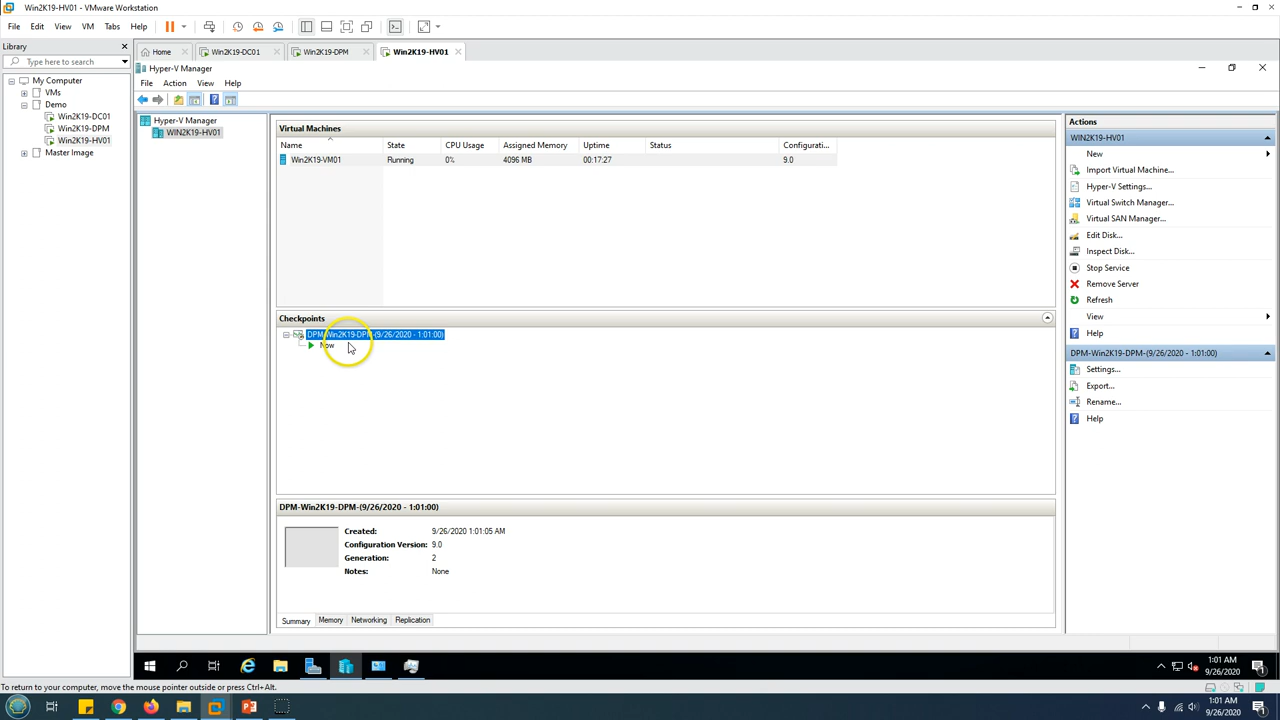 Win2K19-HV01 - VMware Workstation
File Edit View VM Tabs Help
Library
Type here to search
My Computer
VMs
Demo
Win2K19-DC01
Win2K19-DPM
Win2K19-HV01
Master Image
Home Win2K19-DC01 Win2K19-DPM Win2K19-HV01
Hyper-V Manager
File Action View Help
Hyper-V Manager
WIN2K19-HV01
Virtual Machines
Name State CPU Usage Assigned Memory Uptime Status Configurati...
Win2K19-VM01 Running 0% 4096 MB 00:17:27 9.0
Checkpoints
DPM-Win2K19-DPM-(9/26/2020 - 1:01:00)
Now
DPM-Win2K19-DPM-(9/26/2020 - 1:01:00)
Created: 9/26/2020 1:01:05 AM
Configuration Version: 9.0
Generation: 2
Notes: None
Summary Memory Networking Replication
Actions
WIN2K19-HV01
New
Import Virtual Machine...
Hyper-V Settings...
Virtual Switch Manager...
Virtual SAN Manager...
Edit Disk...
Inspect Disk...
Stop Service
Remove Server
Refresh
View
Help
DPM-Win2K19-DPM-(9/26/2020 - 1:01:00)
Settings...
Export...
Rename...
Help
1:01 AM
9/26/2020
To return to your computer, move the mouse pointer outside or press Ctrl+Alt.
1:01 AM
9/26/2020